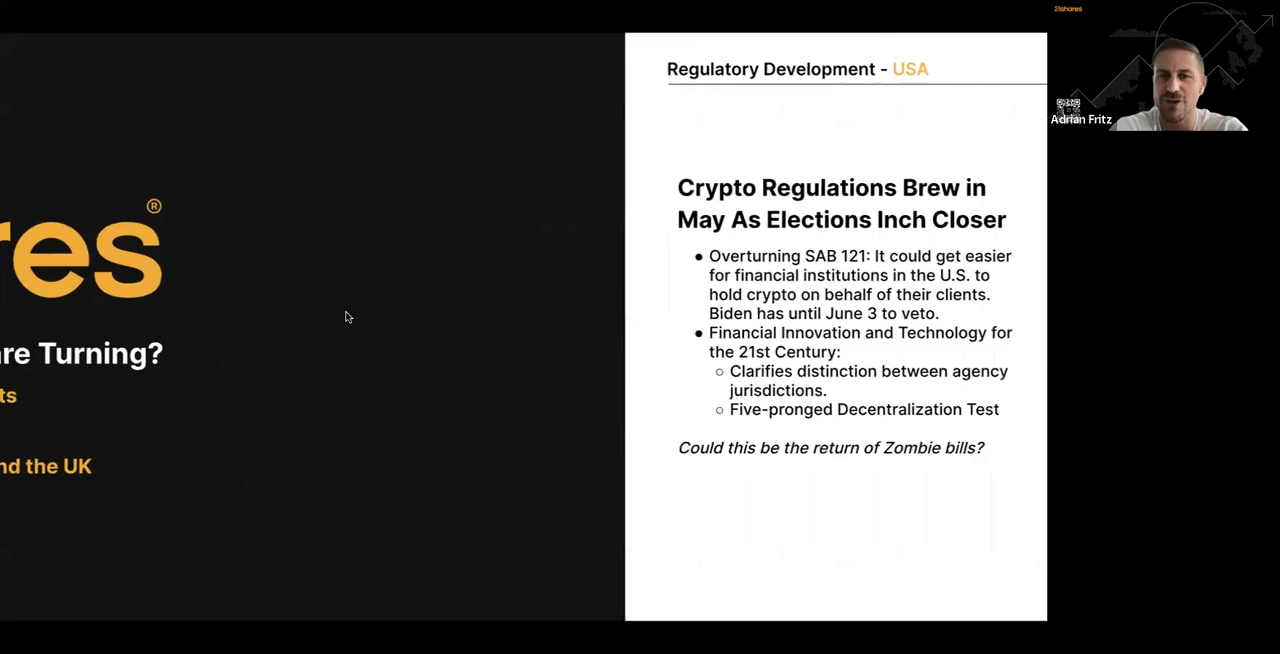 21shares
Adrian Fritz
res®
re Turning?
ts
nd the UK
Regulatory Development - USA
Crypto Regulations Brew in
May As Elections Inch Closer
● Overturning SAB 121: It could get easier
for financial institutions in the U.S. to
hold crypto on behalf of their clients.
Biden has until June 3 to veto.
● Financial Innovation and Technology for
the 21st Century:
○ Clarifies distinction between agency
jurisdictions.
○ Five-pronged Decentralization Test
Could this be the return of Zombie bills?